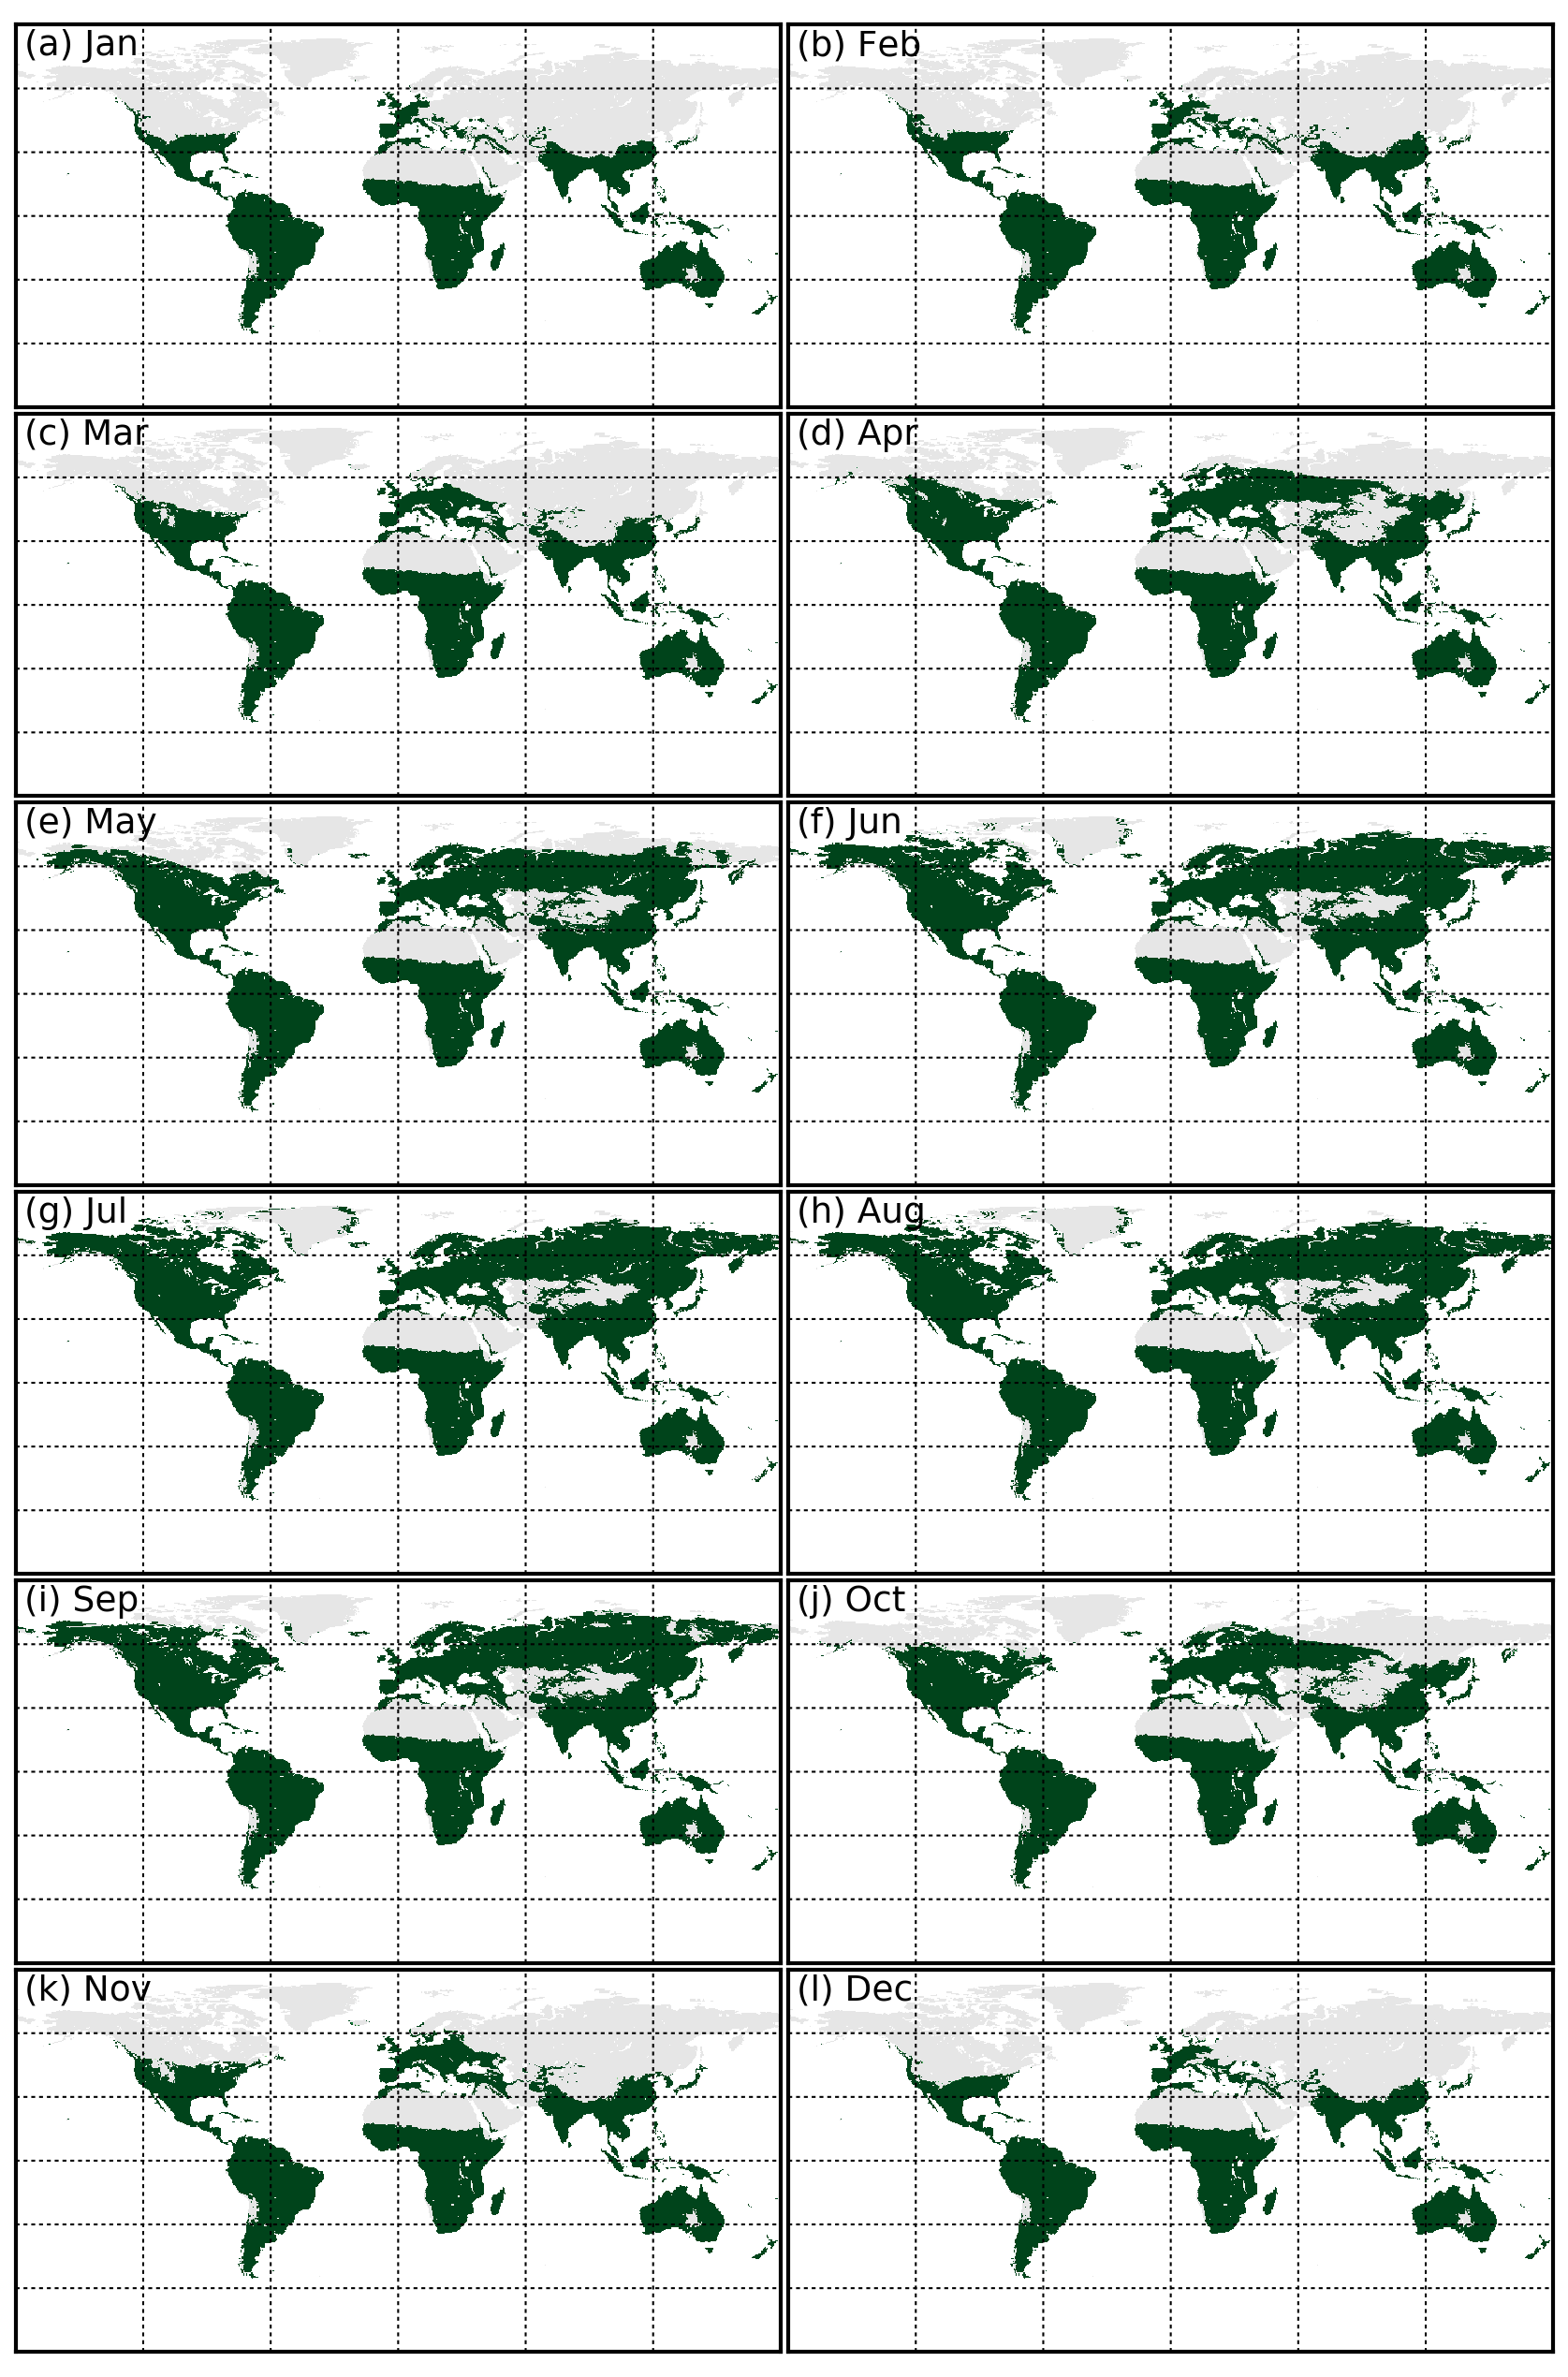 (a) Jan
(b) Feb
(c) Mar
(d) Apr
(e) May
(f) Jun
(g) Jul
(h) Aug
(i) Sep
(j) Oct
(k) Nov
(l) Dec